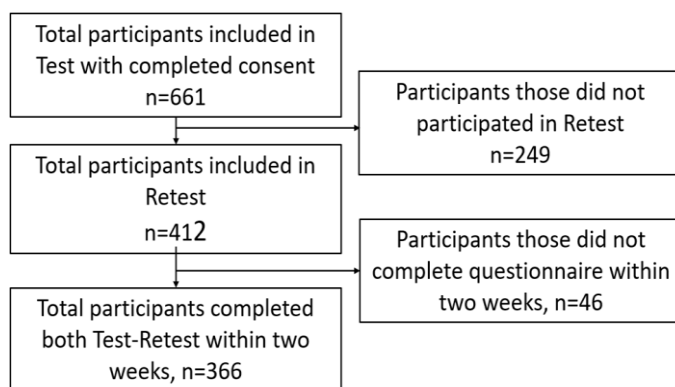 Total participants included in
Test with completed consent
n=661
Participants those did not
participated in Retest
n=249
Total participants included in
Retest
n=412
Participants those did not
complete questionnaire within
two weeks, n=46
Total participants completed
both Test-Retest within two
weeks, n=366